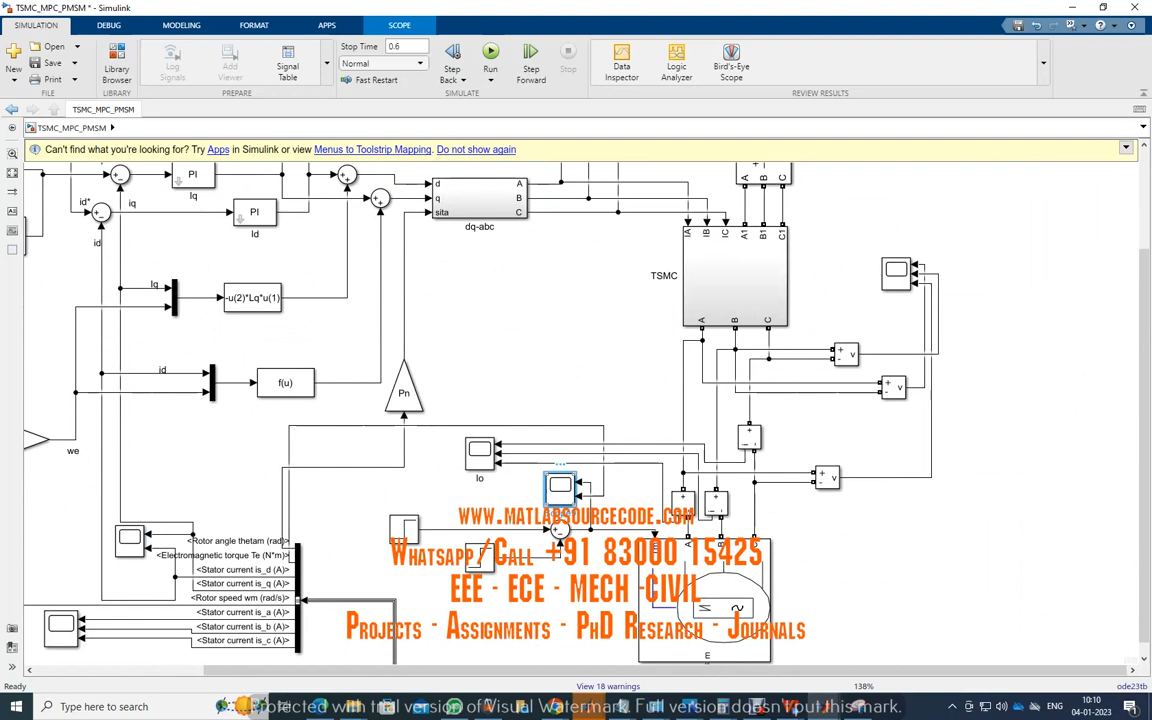 TSMC_MPC_PMSM * - Simulink
SIMULATION DEBUG MODELING FORMAT APPS SCOPE
New
Open
Save
Print
FILE
Library Browser
LIBRARY
Log Signals
Add Viewer
Signal Table
PREPARE
Stop Time 0.6
Normal
Fast Restart
Step Back
Run
Step Forward
Stop
SIMULATE
Data Inspector
Logic Analyzer
Bird's-Eye Scope
REVIEW RESULTS
TSMC_MPC_PMSM
TSMC_MPC_PMSM
Can't find what you're looking for? Try Apps in Simulink or view Menus to Toolstrip Mapping. Do not show again
PI
Iq
iq
id*
id
PI
Id
d
q
sita
A
B
C
dq-abc
A B C
IA IB IC A1 B1 C1
TSMC
A B C
Iq
-u(2)*Lq*u(1)
id
f(u)
Pn
we
Io
v
v
v
<Rotor angle thetam (rad)>
<Electromagnetic torque Te (N*m)>
<Stator current is_d (A)>
<Stator current is_q (A)>
<Rotor speed wm (rad/s)>
<Stator current is_a (A)>
<Stator current is_b (A)>
<Stator current is_c (A)>
www.matlabsourcecode.com
Whatsapp/Call +91 83000 15425
EEE - ECE - MECH -CIVIL
Projects - Assignments - PhD Research - Journals
Ready
View 18 warnings
138%
ode23tb
Type here to search
Protected with trial version of Visual Watermark. Full version doesn't put this mark.
ENG
10:10
04-01-2023